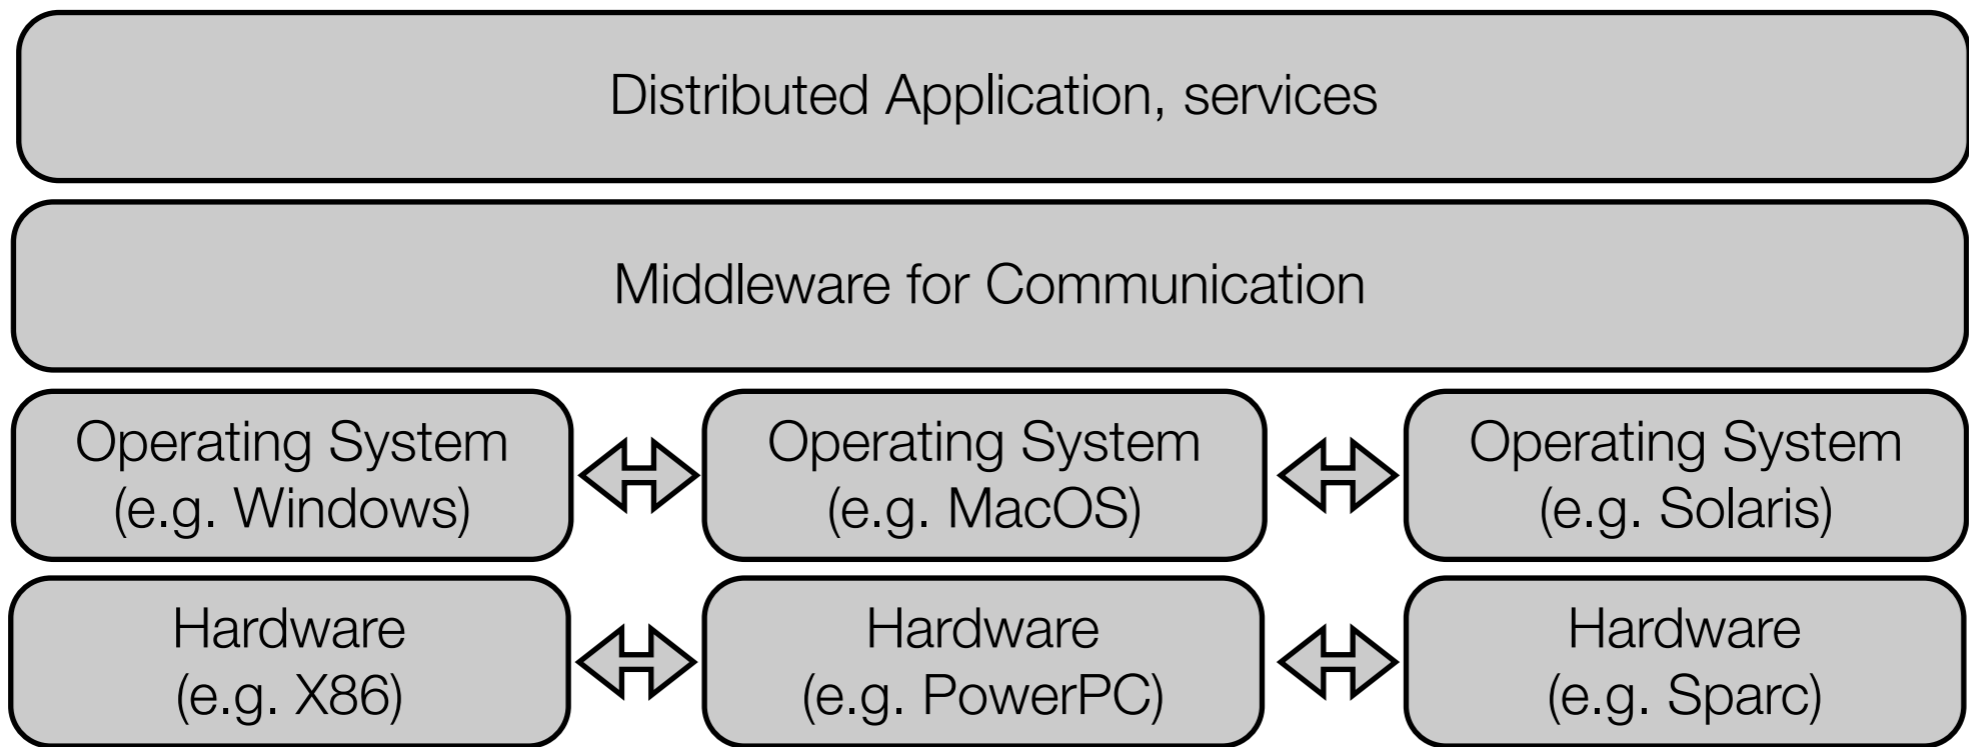 Distributed Application, services
Middleware for Communication
Operating System
(e.g. Windows)
Operating System
(e.g. MacOS)
Operating System
(e.g. Solaris)
Hardware
(e.g. X86)
Hardware
(e.g. PowerPC)
Hardware
(e.g. Sparc)